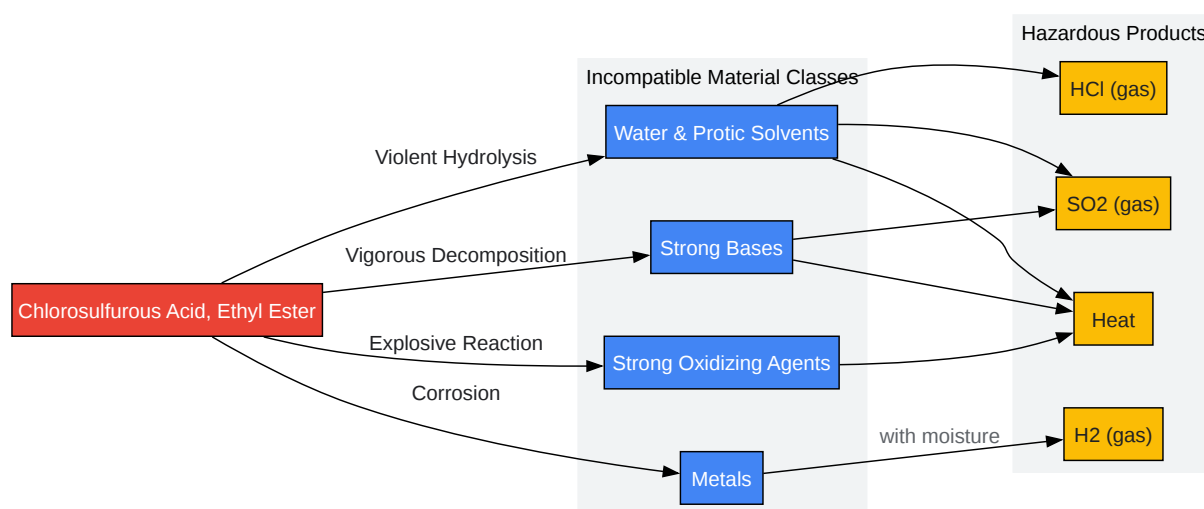 Hazardous Products
Incompatible Material Classes
HCl (gas)
Water & Protic Solvents
Violent Hydrolysis
SO2 (gas)
Vigorous Decomposition
Strong Bases
Chlorosulfurous Acid, Ethyl Ester
Heat
Explosive Reaction
Strong Oxidizing Agents
Corrosion
with moisture
H2 (gas)
Metals